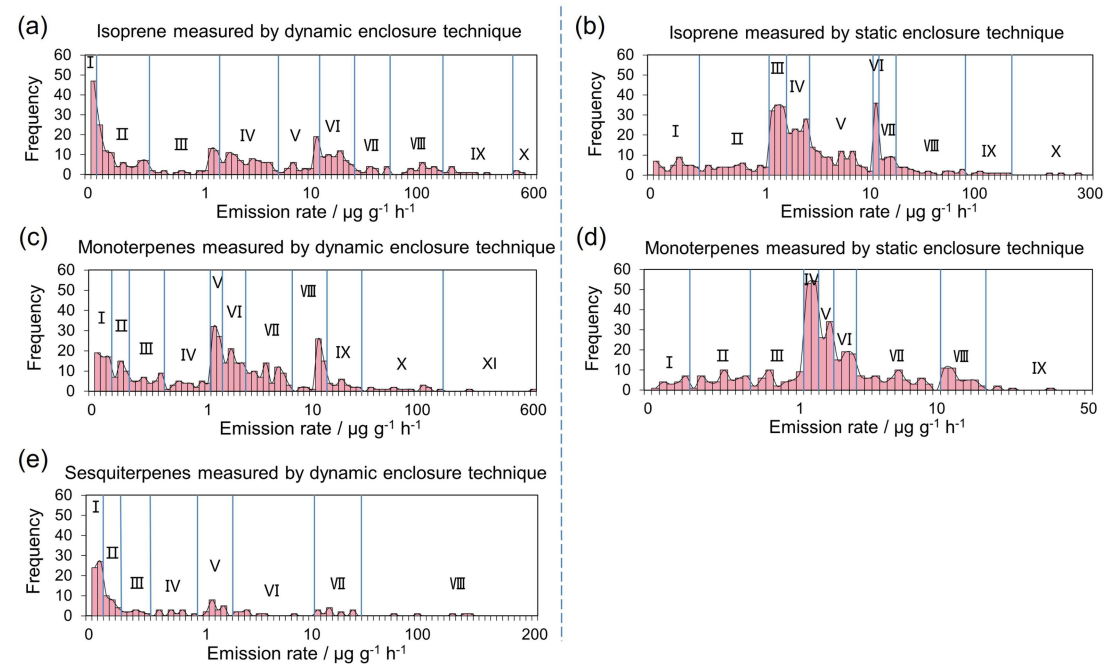 (a)
Isoprene measured by dynamic enclosure technique
Frequency
60
50
40
30
20
10
0
I II III IV V VI VII VIII IX X
0 1 10 100 600
Emission rate / µg g⁻¹ h⁻¹
(b)
Isoprene measured by static enclosure technique
Frequency
60
50
40
30
20
10
0
I II III IV V VI VII VIII IX X
0 1 10 100 300
Emission rate / µg g⁻¹ h⁻¹
(c)
Monoterpenes measured by dynamic enclosure technique
Frequency
60
50
40
30
20
10
0
I II III IV V VI VII VIII IX X XI
0 1 10 100 600
Emission rate / µg g⁻¹ h⁻¹
(d)
Monoterpenes measured by static enclosure technique
Frequency
60
50
40
30
20
10
0
I II III IV V VI VII VIII IX
0 1 10 50
Emission rate / µg g⁻¹ h⁻¹
(e)
Sesquiterpenes measured by dynamic enclosure technique
Frequency
60
50
40
30
20
10
0
I II III IV V VI VII VIII
0 1 10 100 200
Emission rate / µg g⁻¹ h⁻¹